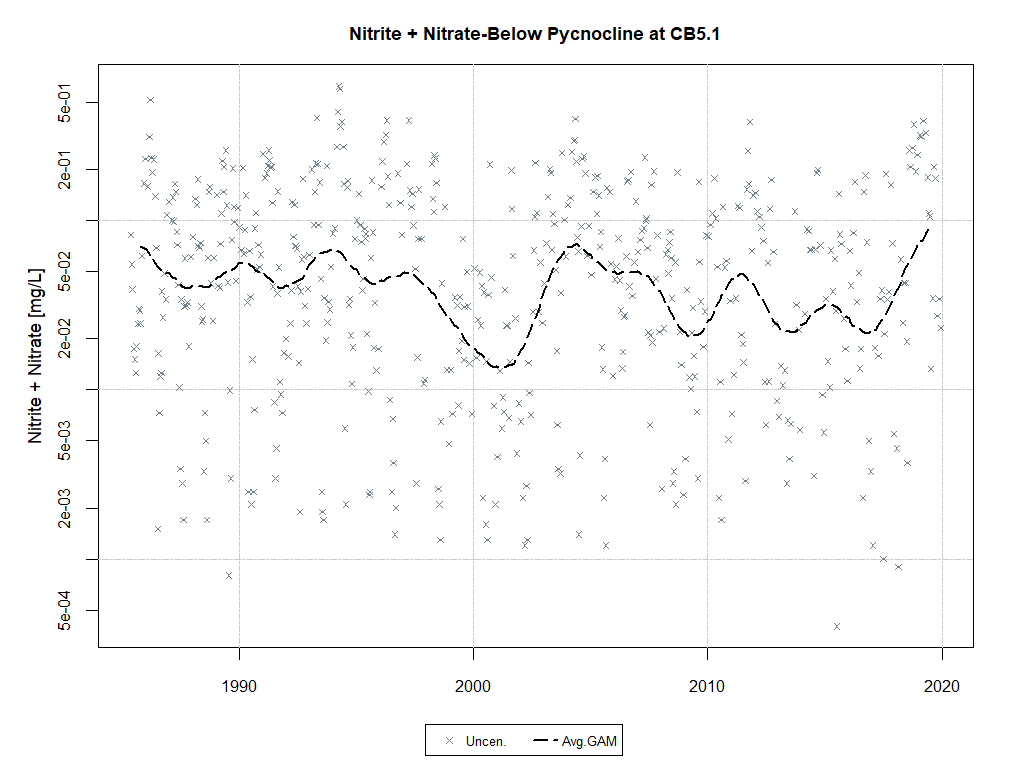 Nitrite + Nitrate-Below Pycnocline at CB5.1
Nitrite + Nitrate [mg/L]
5e-01
2e-01
5e-02
2e-02
5e-03
2e-03
5e-04
1990
2000
2010
2020
Uncen.
Avg.GAM